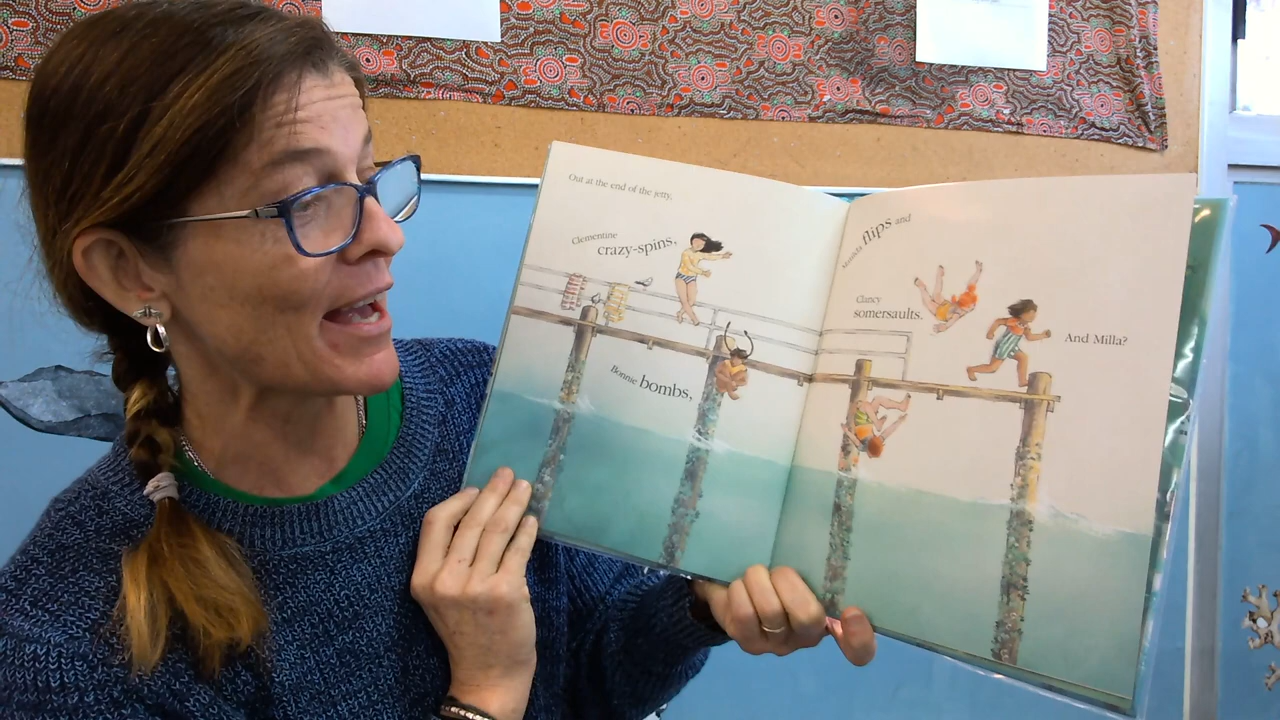 Out at the end of the jetty,
Clementine
crazy-spins,
Bonnie bombs,
flips and
Clancy
somersaults.
And Milla?